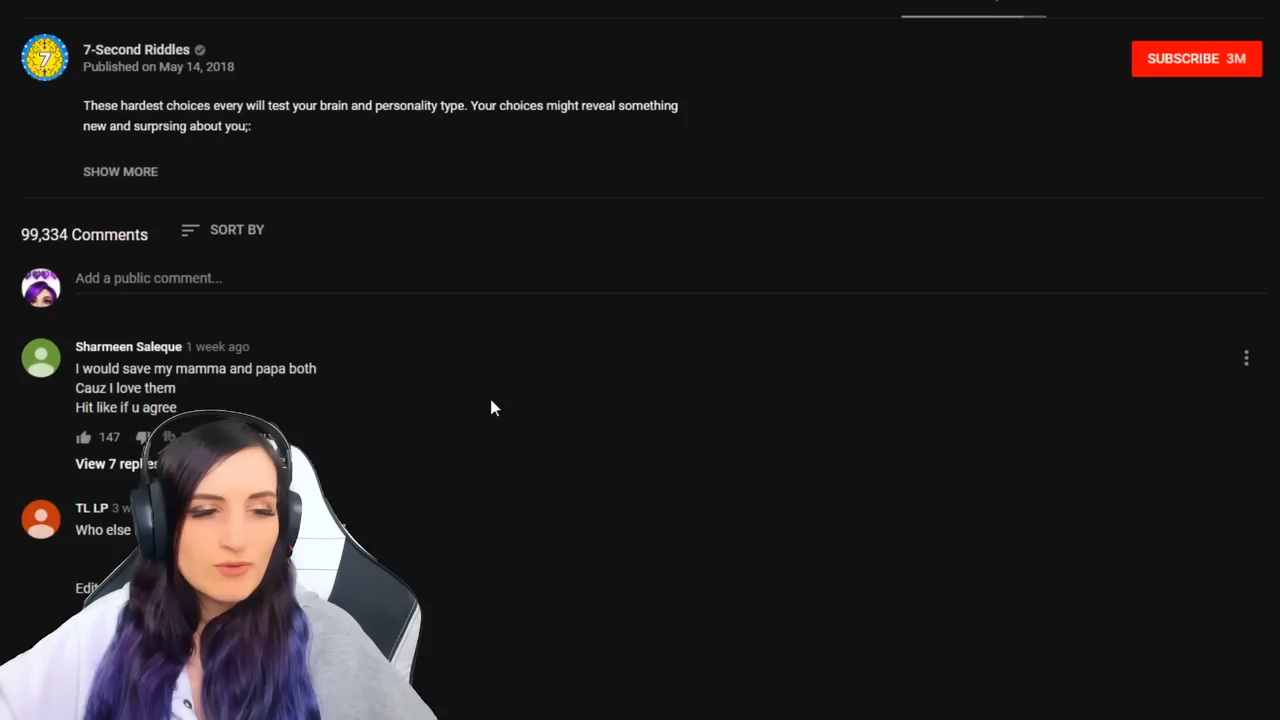 7
7-Second Riddles
Published on May 14, 2018
SUBSCRIBE 3M
These hardest choices every will test your brain and personality type. Your choices might reveal something
new and surprsing about you;:
SHOW MORE
99,334 Comments
SORT BY
Add a public comment...
Sharmeen Saleque 1 week ago
I would save my mamma and papa both
Cauz I love them
Hit like if u agree
147
View 7
TL LP 3
Who else